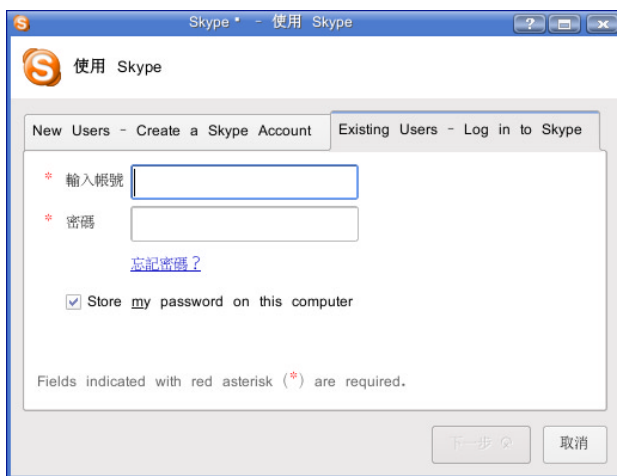 Skype - 使用 Skype
使用 Skype
New Users - Create a Skype Account
Existing Users - Log in to Skype
* 輸入帳號
* 密碼
忘記密碼？
Store my password on this computer
Fields indicated with red asterisk (*) are required.
下一步
取消